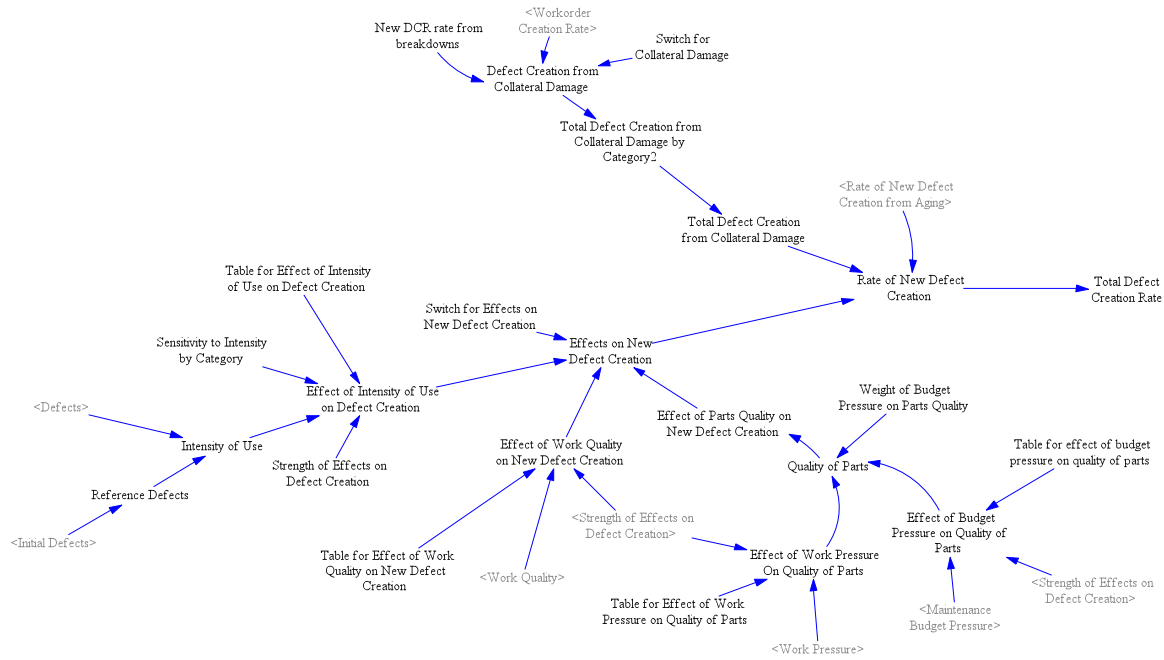 New DCR rate from
breakdowns
<Workorder
Creation Rate>
Switch for
Collateral Damage
Defect Creation from
Collateral Damage
Total Defect Creation from
Collateral Damage by
Category2
<Rate of New Defect
Creation from Aging>
Total Defect Creation
from Collateral Damage
Table for Effect of Intensity
of Use on Defect Creation
Rate of New Defect
Creation
Total Defect
Creation Rate
Switch for Effects on
New Defect Creation
Sensitivity to Intensity
by Category
Effects on New
Defect Creation
Effect of Intensity of Use
on Defect Creation
Weight of Budget
Pressure on Parts Quality
<Defects>
Effect of Parts Quality on
New Defect Creation
Intensity of Use
Effect of Work Quality
on New Defect Creation
Table for effect of budget
pressure on quality of parts
Strength of Effects on
Defect Creation
Quality of Parts
Reference Defects
<Strength of Effects on
Defect Creation>
Effect of Budget
Pressure on Quality of
Parts
<Initial Defects>
Table for Effect of Work
Quality on New Defect
Creation
<Work Quality>
Effect of Work Pressure
On Quality of Parts
<Strength of Effects on
Defect Creation>
Table for Effect of Work
Pressure on Quality of Parts
<Maintenance
Budget Pressure>
<Work Pressure>